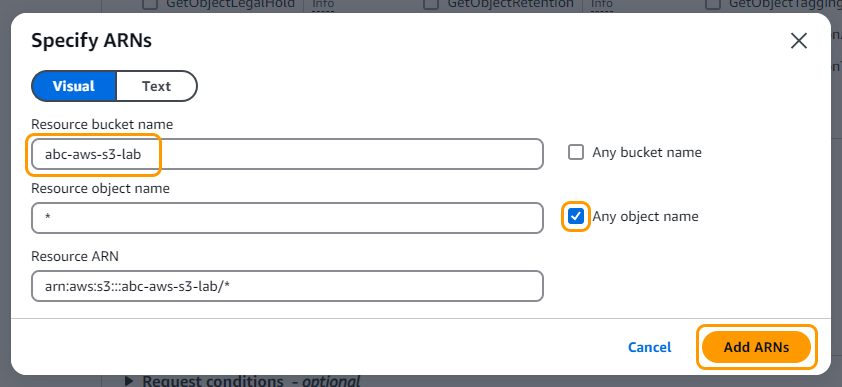 GetObjectLegalHold Info GetObjectRetention Info GetObjectTagging
Specify ARNs
Visual Text
Resource bucket name
abc-aws-s3-lab Any bucket name
Resource object name
* Any object name
Resource ARN
arn:aws:s3:::abc-aws-s3-lab/*
Cancel Add ARNs
Request conditions - optional